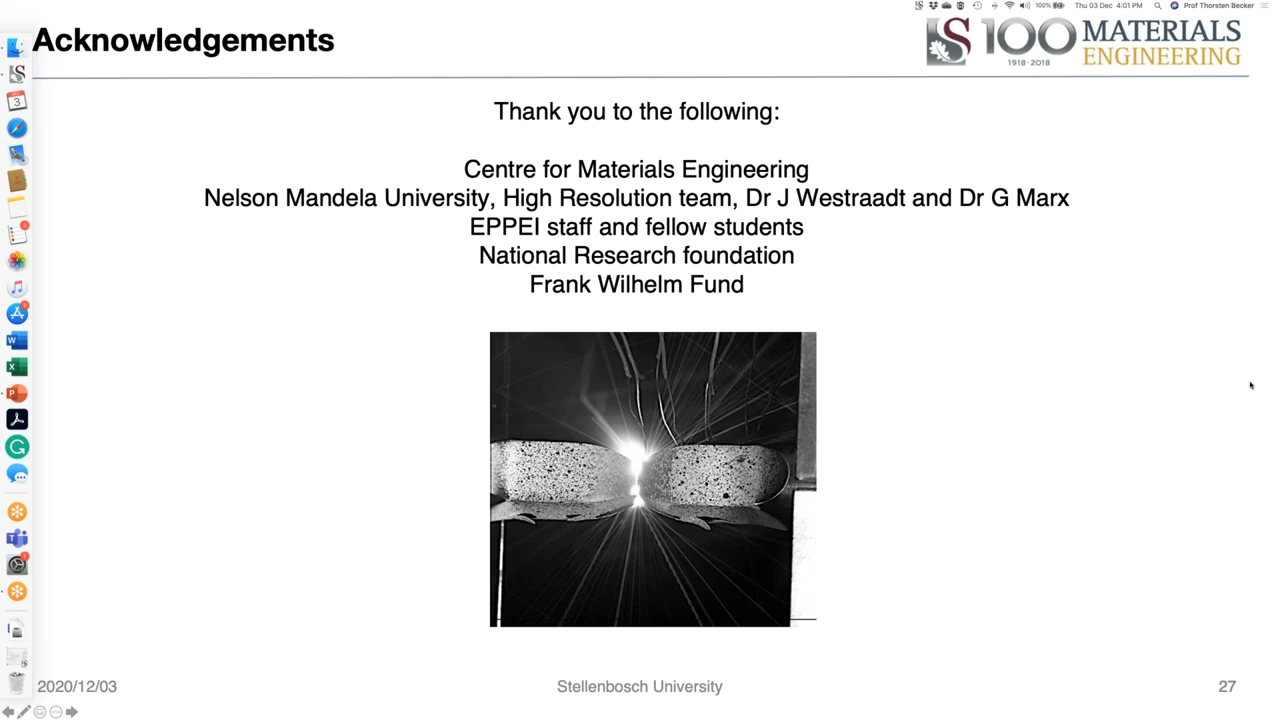 100% Thu 03 Dec 4:01 PM Prof Thorsten Becker
Acknowledgements
S 100 MATERIALS
1918 · 2018 ENGINEERING
Thank you to the following:
Centre for Materials Engineering
Nelson Mandela University, High Resolution team, Dr J Westraadt and Dr G Marx
EPPEI staff and fellow students
National Research foundation
Frank Wilhelm Fund
3
W
X
P
2020/12/03 Stellenbosch University 27